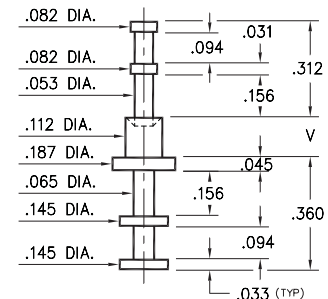 .082 DIA.
.031
.094
.082 DIA.
.312
.053 DIA.
.156
.112 DIA.
V
.187 DIA.
.045
.065 DIA.
.156
.145 DIA.
.360
.094
.145 DIA.
.033 (TYP)